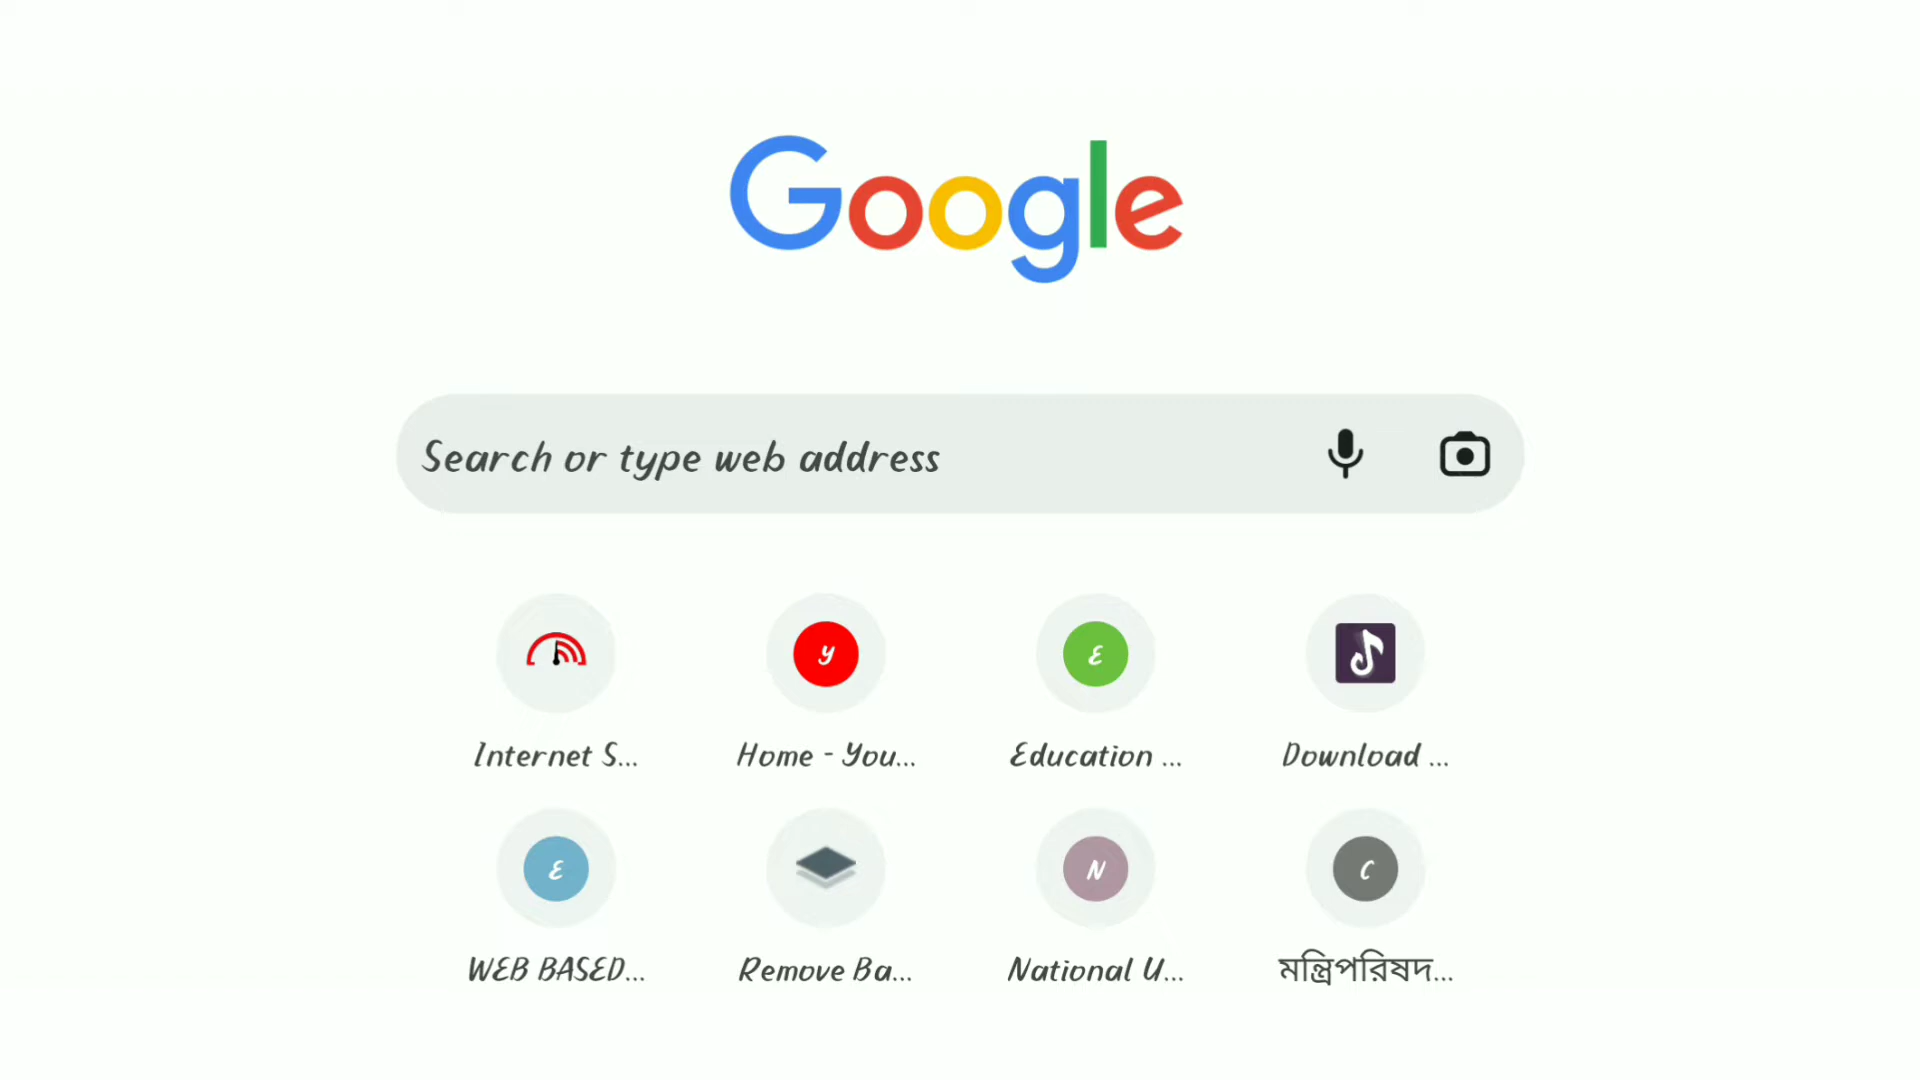 Google
Search or type web address
Y
E
Internet S...
Home - You...
Education ...
Download ...
E
N
C
WEB BASED...
Remove Ba...
National U...
মন্ত্রিপরিষদ...